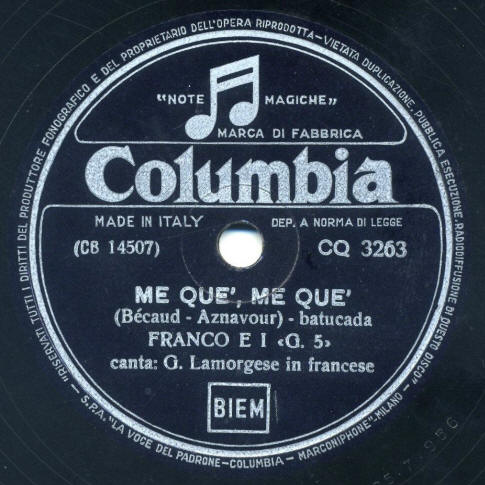 "RISERVATI TUTTI I DIRITTI DEL PRODUTTORE FONOGRAFICO E DEL PROPRIETARIO DELL'OPERA RIPRODOTTA-VIETATA DUPLICAZIONE, PUBBLICA ESECUZIONE, RADIODIFFUSIONE DI QUESTO DISCO"
"NOTE MAGICHE"
MARCA DI FABBRICA
Columbia
MADE IN ITALY DEP. A NORMA DI LEGGE
(CB 14507) CQ 3263
ME QUE', ME QUE'
(Bécaud - Aznavour) - batucada
FRANCO E I «G. 5»
canta: G. Lamorgese in francese
BIEM
S.P.A. "LA VOCE DEL PADRONE-COLUMBIA - MARCONIPHONE"-MILANO